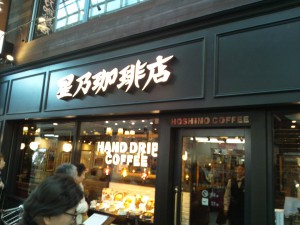 星乃珈琲店
HOSHINO COFFEE
HAND DRIP
COFFEE